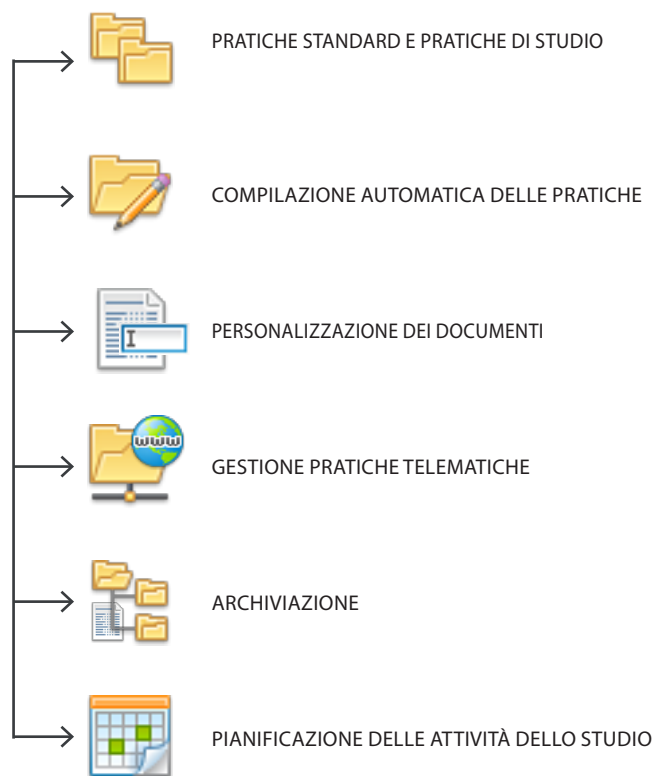 PRATICHE STANDARD E PRATICHE DI STUDIO
COMPILAZIONE AUTOMATICA DELLE PRATICHE
PERSONALIZZAZIONE DEI DOCUMENTI
www
GESTIONE PRATICHE TELEMATICHE
ARCHIVIAZIONE
PIANIFICAZIONE DELLE ATTIVITÀ DELLO STUDIO